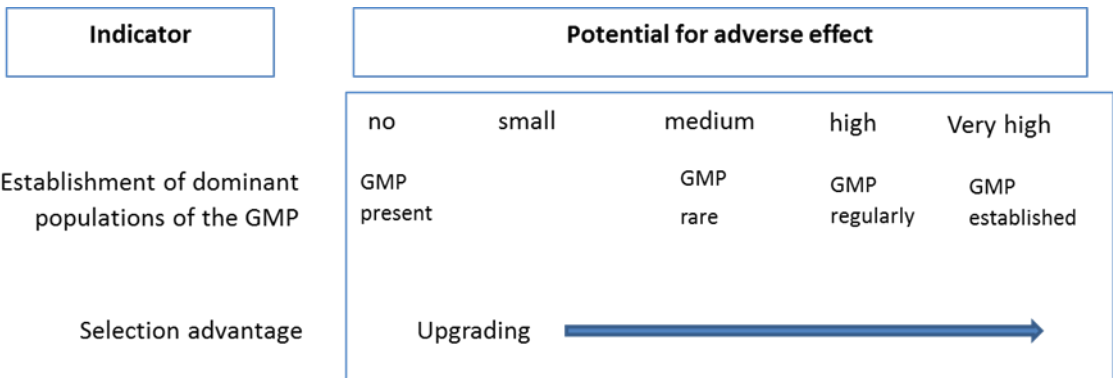 Indicator
Potential for adverse effect
no small medium high Very high
Establishment of dominant
populations of the GMP
GMP
present
GMP
rare
GMP
regularly
GMP
established
Selection advantage
Upgrading